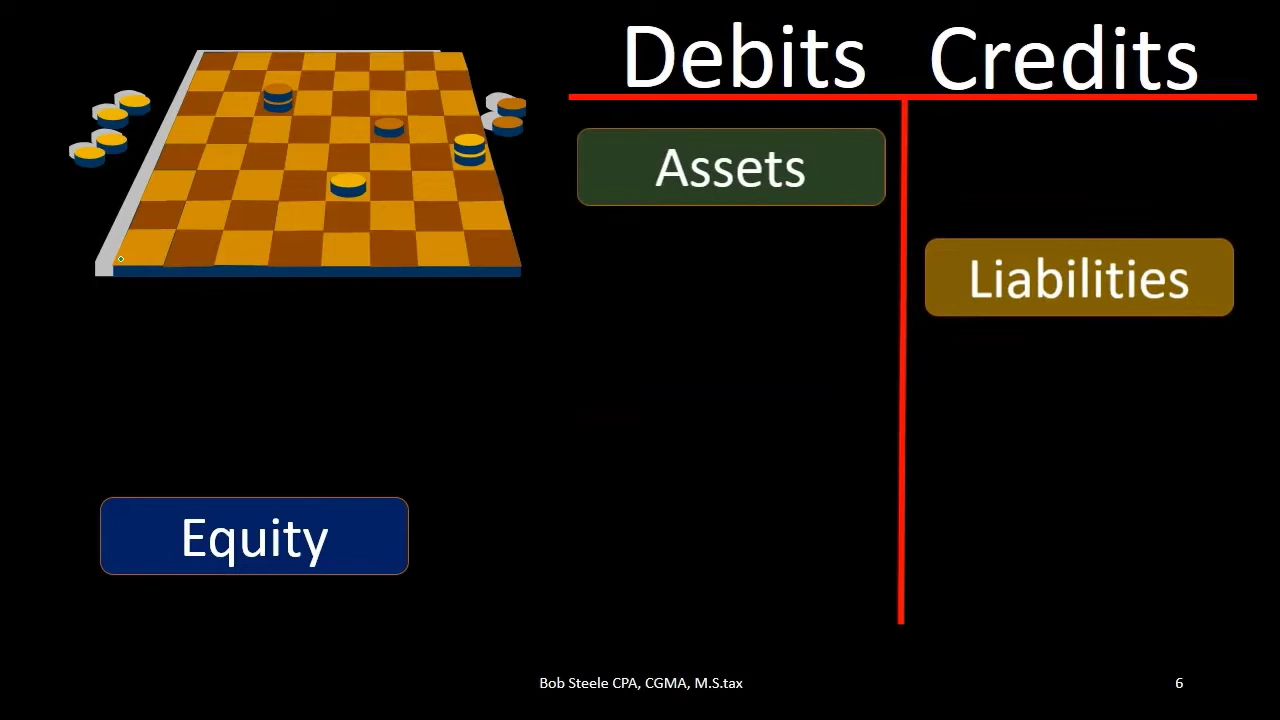 Debits Credits
Assets
Liabilities
Equity
Bob Steele CPA, CGMA, M.S.tax
6